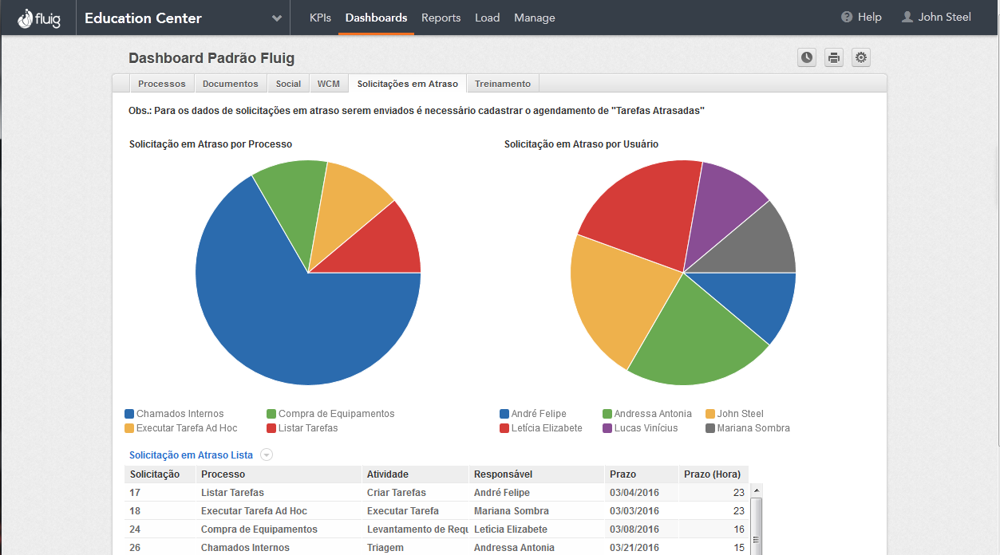 fluig Education Center KPIs Dashboards Reports Load Manage Help John Steel
Dashboard Padrão Fluig
Processos Documentos Social WCM Solicitações em Atraso Treinamento
Obs.: Para os dados de solicitações em atraso serem enviados é necessário cadastrar o agendamento de "Tarefas Atrasadas"
Solicitação em Atraso por Processo
Solicitação em Atraso por Usuário
Chamados Internos Compra de Equipamentos
Executar Tarefa Ad Hoc Listar Tarefas
André Felipe Andressa Antonia John Steel
Letícia Elizabete Lucas Vinícius Mariana Sombra
Solicitação em Atraso Lista
Solicitação Processo Atividade Responsável Prazo Prazo (Hora)
17 Listar Tarefas Criar Tarefas André Felipe 03/04/2016 23
18 Executar Tarefa Ad Hoc Executar Tarefa Mariana Sombra 03/03/2016 23
24 Compra de Equipamentos Levantamento de Requ Letícia Elizabete 03/08/2016 16
26 Chamados Internos Triagem Andressa Antonia 03/21/2016 15